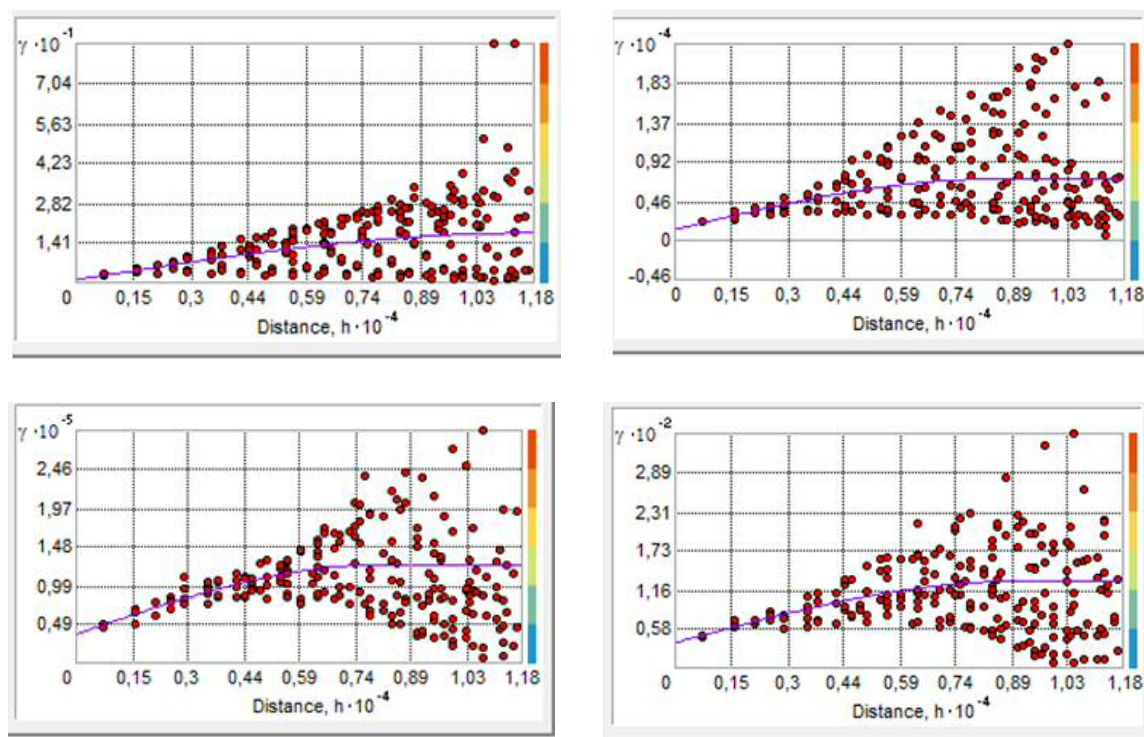 γ · 10⁻¹
7,04
5,63
4,23
2,82
1,41
0 0,15 0,3 0,44 0,59 0,74 0,89 1,03 1,18
Distance, h · 10⁻⁴
γ · 10⁻⁴
1,83
1,37
0,92
0,46
0
-0,46
0 0,15 0,3 0,44 0,59 0,74 0,89 1,03 1,18
Distance, h · 10⁻⁴
γ · 10⁻⁵
2,46
1,97
1,48
0,99
0,49
0 0,15 0,3 0,44 0,59 0,74 0,89 1,03 1,18
Distance, h · 10⁻⁴
γ · 10⁻²
2,89
2,31
1,73
1,16
0,58
0 0,15 0,3 0,44 0,59 0,74 0,89 1,03 1,18
Distance, h · 10⁻⁴